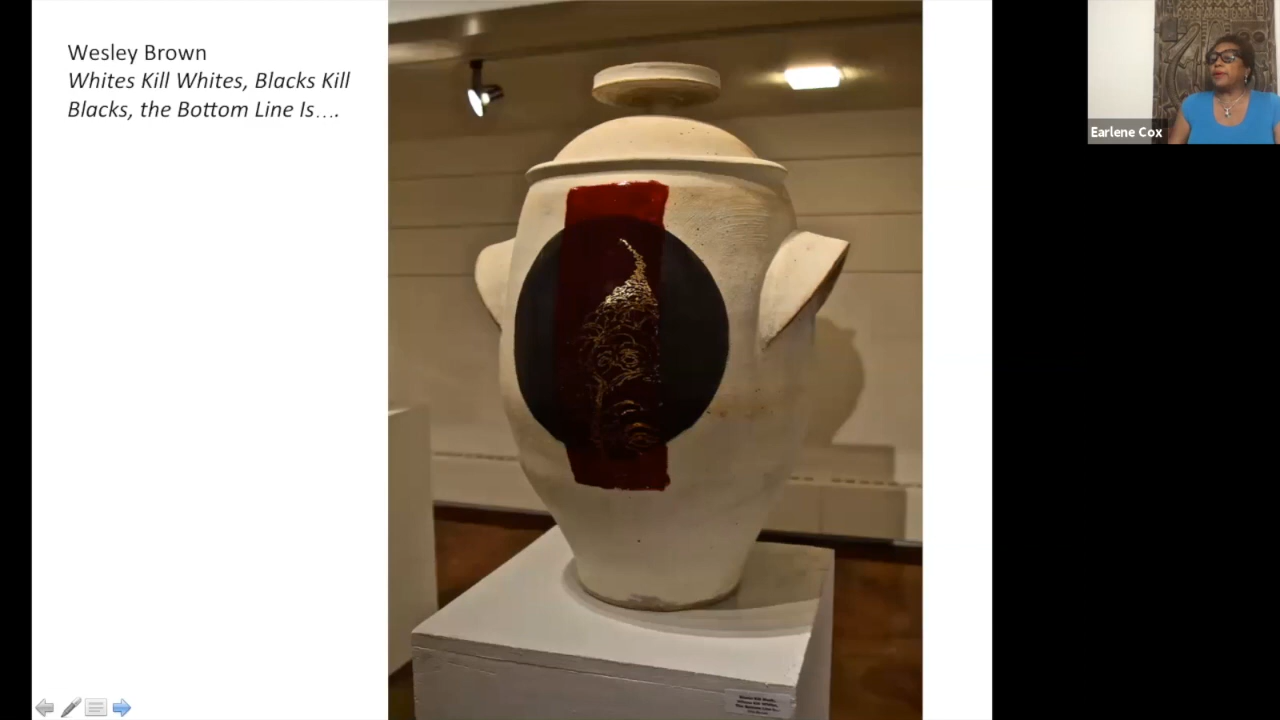 Wesley Brown
Whites Kill Whites, Blacks Kill
Blacks, the Bottom Line Is….
Earlene Cox